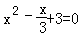 x² - x/3 + 3 = 0